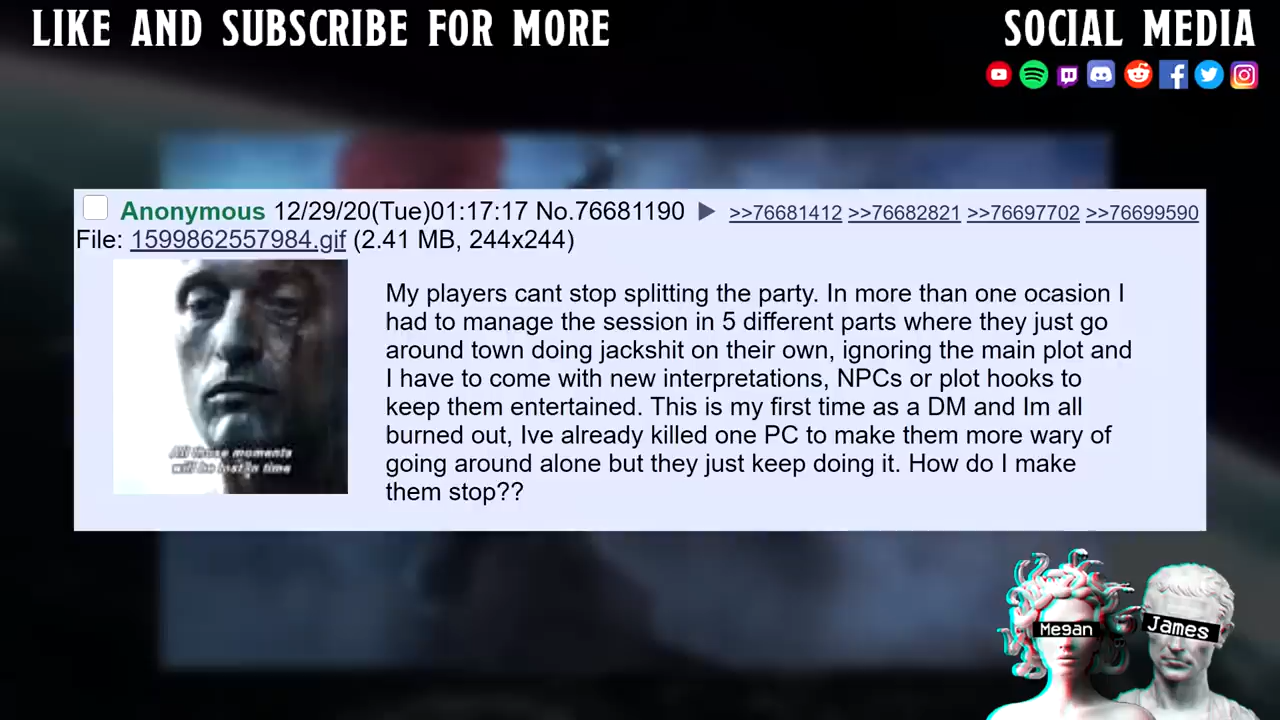 LIKE AND SUBSCRIBE FOR MORE
SOCIAL MEDIA
Anonymous 12/29/20(Tue)01:17:17 No.76681190 ▶ >>76681412 >>76682821 >>76697702 >>76699590
File: 1599862557984.gif (2.41 MB, 244x244)
My players cant stop splitting the party. In more than one ocasion I
had to manage the session in 5 different parts where they just go
around town doing jackshit on their own, ignoring the main plot and
I have to come with new interpretations, NPCs or plot hooks to
keep them entertained. This is my first time as a DM and Im all
burned out, Ive already killed one PC to make them more wary of
going around alone but they just keep doing it. How do I make
them stop??
All those moments
will be lost in time
Megan
James